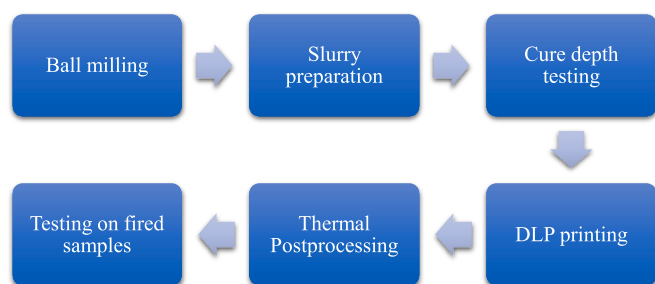 Ball milling
Slurry
preparation
Cure depth
testing
DLP printing
Thermal
Postprocessing
Testing on fired
samples